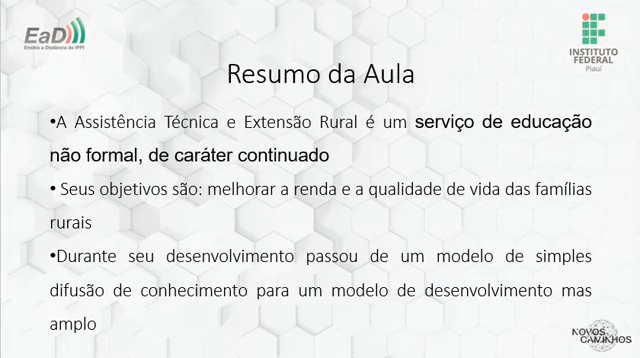 EaD
Ensino a Distância do IFPI
INSTITUTO
FEDERAL
Piauí
Resumo da Aula
•A Assistência Técnica e Extensão Rural é um serviço de educação
não formal, de caráter continuado
• Seus objetivos são: melhorar a renda e a qualidade de vida das famílias
rurais
•Durante seu desenvolvimento passou de um modelo de simples
difusão de conhecimento para um modelo de desenvolvimento mas
amplo
NOVOS
CAMINHOS